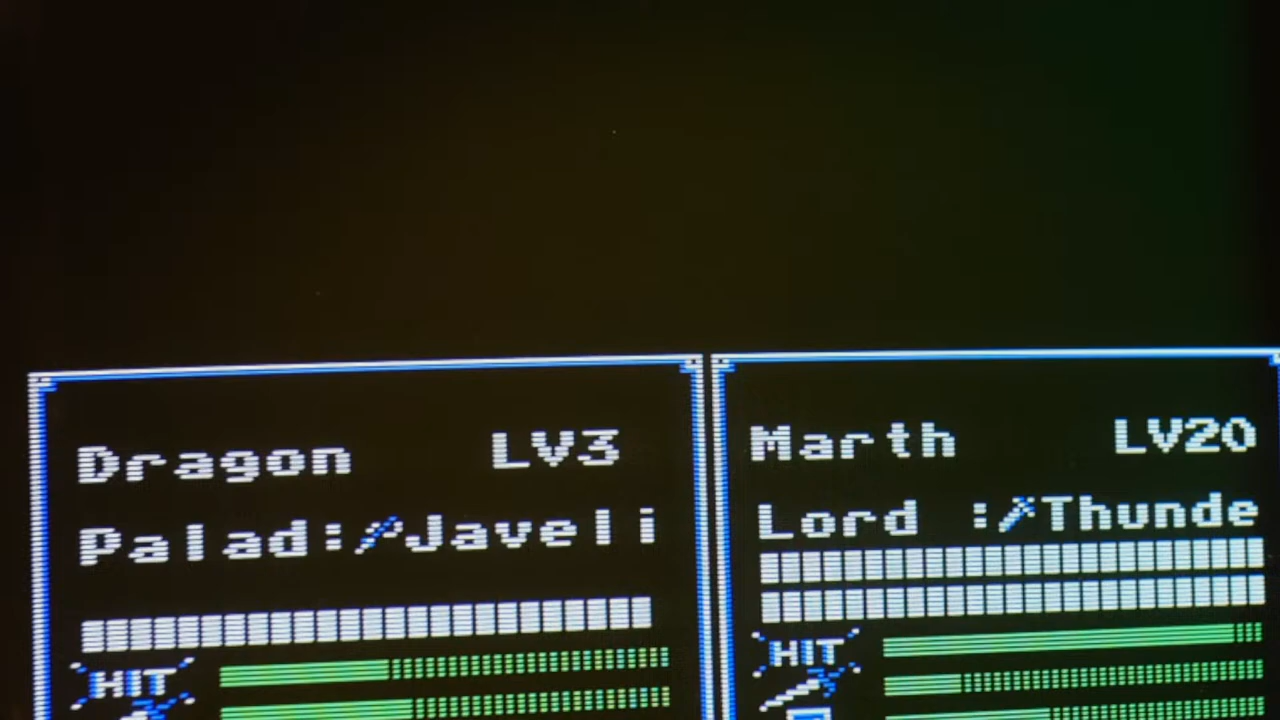 Dragon LV3
Palad:Javeli
HIT
Marth LV20
Lord :Thunde
HIT